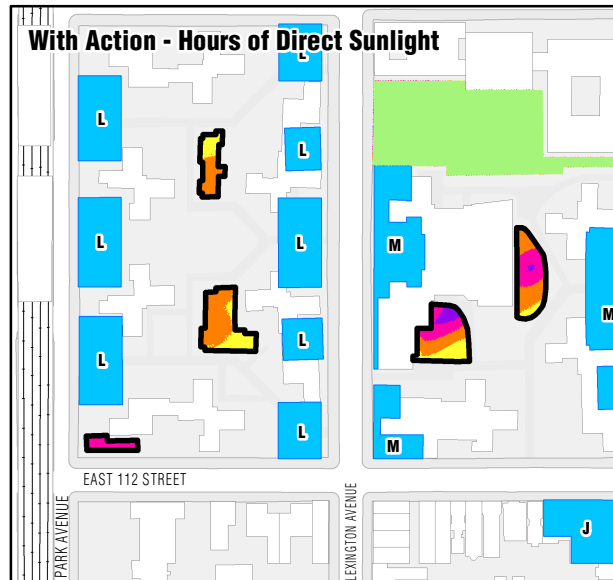 With Action - Hours of Direct Sunlight
L
L
L
L
L
M
M
L
L
L
M
EAST 112 STREET
PARK AVENUE
LEXINGTON AVENUE
J